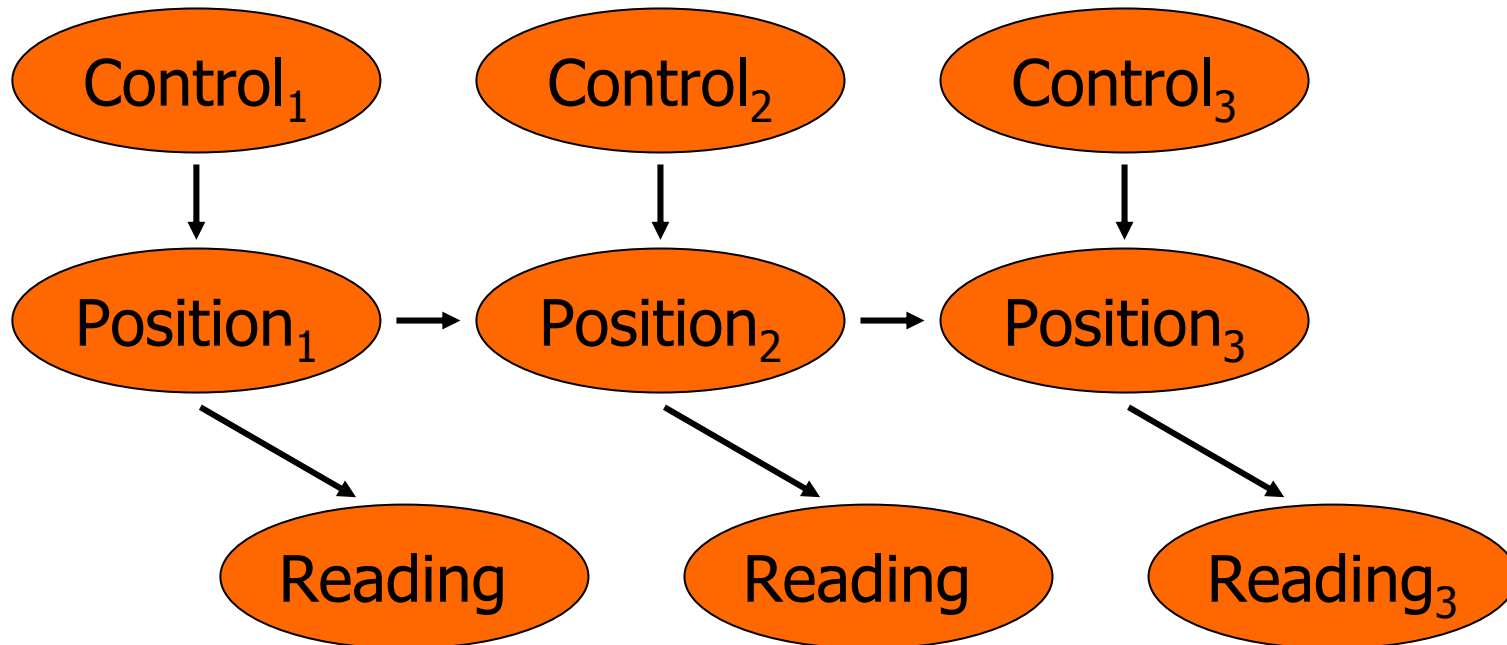 Control₁ Control₂ Control₃
Position₁ Position₂ Position₃
Reading Reading Reading₃